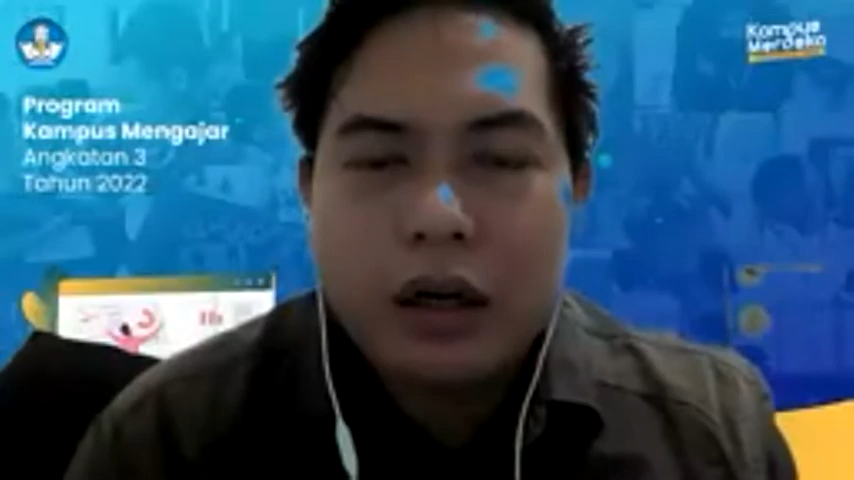 Program
Kampus Mengajar
Angkatan 3
Tahun 2022
Kampus
Merdeka